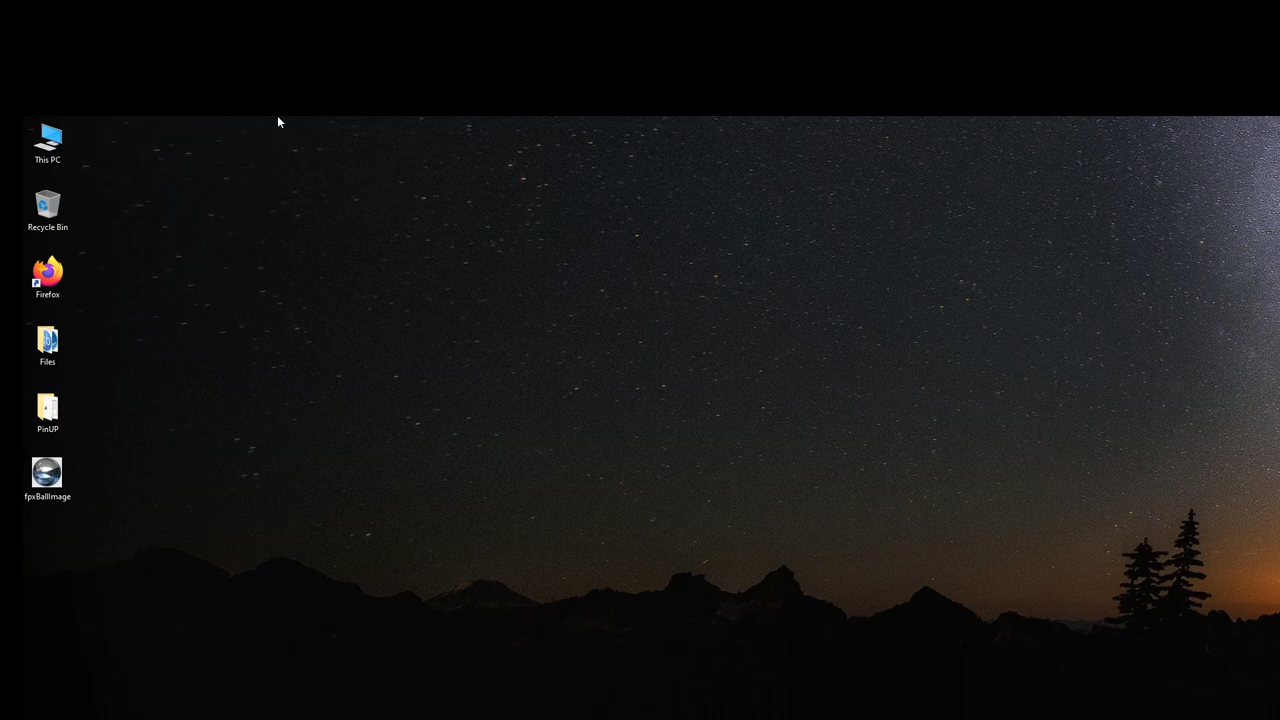 This PC
Recycle Bin
Firefox
Files
PinUP
fpxBallImage